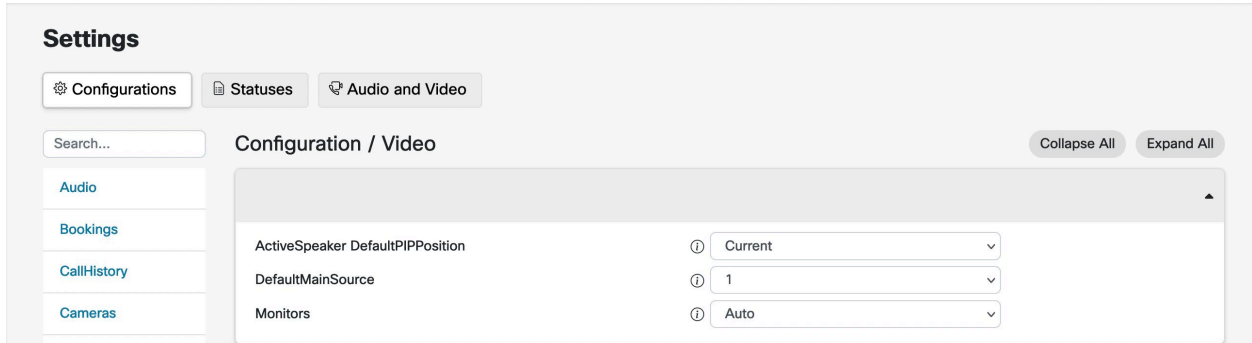 Settings
Configurations Statuses Audio and Video
Search... Configuration / Video Collapse All Expand All
Audio
Bookings
CallHistory
Cameras
ActiveSpeaker DefaultPIPPosition Current
DefaultMainSource 1
Monitors Auto